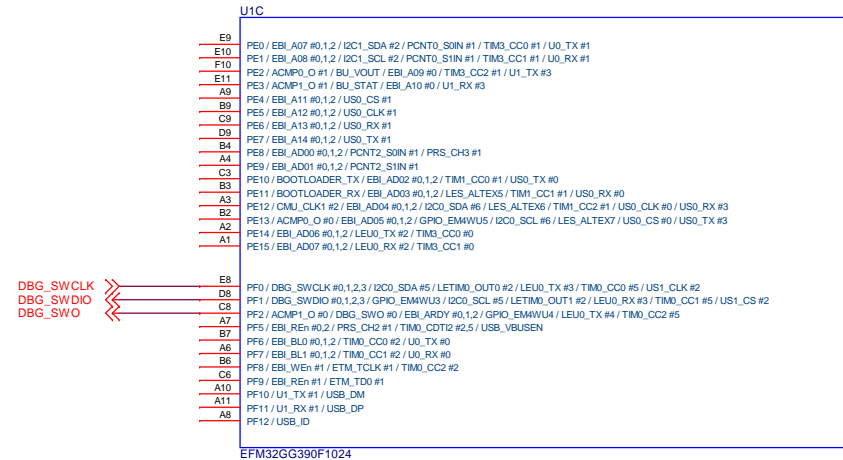 U1C
E9 PE0 / EBI_A07 #0,1,2 / I2C1_SDA #2 / PCNT0_S0IN #1 / TIM3_CC0 #1 / U0_TX #1
E10 PE1 / EBI_A08 #0,1,2 / I2C1_SCL #2 / PCNT0_S1IN #1 / TIM3_CC1 #1 / U0_RX #1
F10 PE2 / ACMP0_O #1 / BU_VOUT / EBI_A09 #0 / TIM3_CC2 #1 / U1_TX #3
E11 PE3 / ACMP1_O #1 / BU_STAT / EBI_A10 #0 / U1_RX #3
A9 PE4 / EBI_A11 #0,1,2 / US0_CS #1
B9 PE5 / EBI_A12 #0,1,2 / US0_CLK #1
C9 PE6 / EBI_A13 #0,1,2 / US0_RX #1
D9 PE7 / EBI_A14 #0,1,2 / US0_TX #1
B4 PE8 / EBI_AD00 #0,1,2 / PCNT2_S0IN #1 / PRS_CH3 #1
A4 PE9 / EBI_AD01 #0,1,2 / PCNT2_S1IN #1
C3 PE10 / BOOTLOADER_TX / EBI_AD02 #0,1,2 / TIM1_CC0 #1 / US0_TX #0
B3 PE11 / BOOTLOADER_RX / EBI_AD03 #0,1,2 / LES_ALTEX5 / TIM1_CC1 #1 / US0_RX #0
A3 PE12 / CMU_CLK1 #2 / EBI_AD04 #0,1,2 / I2C0_SDA #6 / LES_ALTEX6 / TIM1_CC2 #1 / US0_CLK #0 / US0_RX #3
B2 PE13 / ACMP0_O #0 / EBI_AD05 #0,1,2 / GPIO_EM4WU5 / I2C0_SCL #6 / LES_ALTEX7 / US0_CS #0 / US0_TX #3
A2 PE14 / EBI_AD06 #0,1,2 / LEU0_TX #2 / TIM3_CC0 #0
A1 PE15 / EBI_AD07 #0,1,2 / LEU0_RX #2 / TIM3_CC1 #0
DBG_SWCLK E8 PF0 / DBG_SWCLK #0,1,2,3 / I2C0_SDA #5 / LETIM0_OUT0 #2 / LEU0_TX #3 / TIM0_CC0 #5 / US1_CLK #2
DBG_SWDIO D8 PF1 / DBG_SWDIO #0,1,2,3 / GPIO_EM4WU3 / I2C0_SCL #5 / LETIM0_OUT1 #2 / LEU0_RX #3 / TIM0_CC1 #5 / US1_CS #2
DBG_SWO C8 PF2 / ACMP1_O #0 / DBG_SWO #0 / EBI_ARDY #0,1,2 / GPIO_EM4WU4 / LEU0_TX #4 / TIM0_CC2 #5
A7 PF5 / EBI_REn #0,2 / PRS_CH2 #1 / TIM0_CDTI2 #2,5 / USB_VBUSEN
B7 PF6 / EBI_BL0 #0,1,2 / TIM0_CC0 #2 / U0_TX #0
A6 PF7 / EBI_BL1 #0,1,2 / TIM0_CC1 #2 / U0_RX #0
B6 PF8 / EBI_WEn #1 / ETM_TCLK #1 / TIM0_CC2 #2
C6 PF9 / EBI_REn #1 / ETM_TD0 #1
A10 PF10 / U1_TX #1 / USB_DM
A11 PF11 / U1_RX #1 / USB_DP
A8 PF12 / USB_ID
EFM32GG390F1024